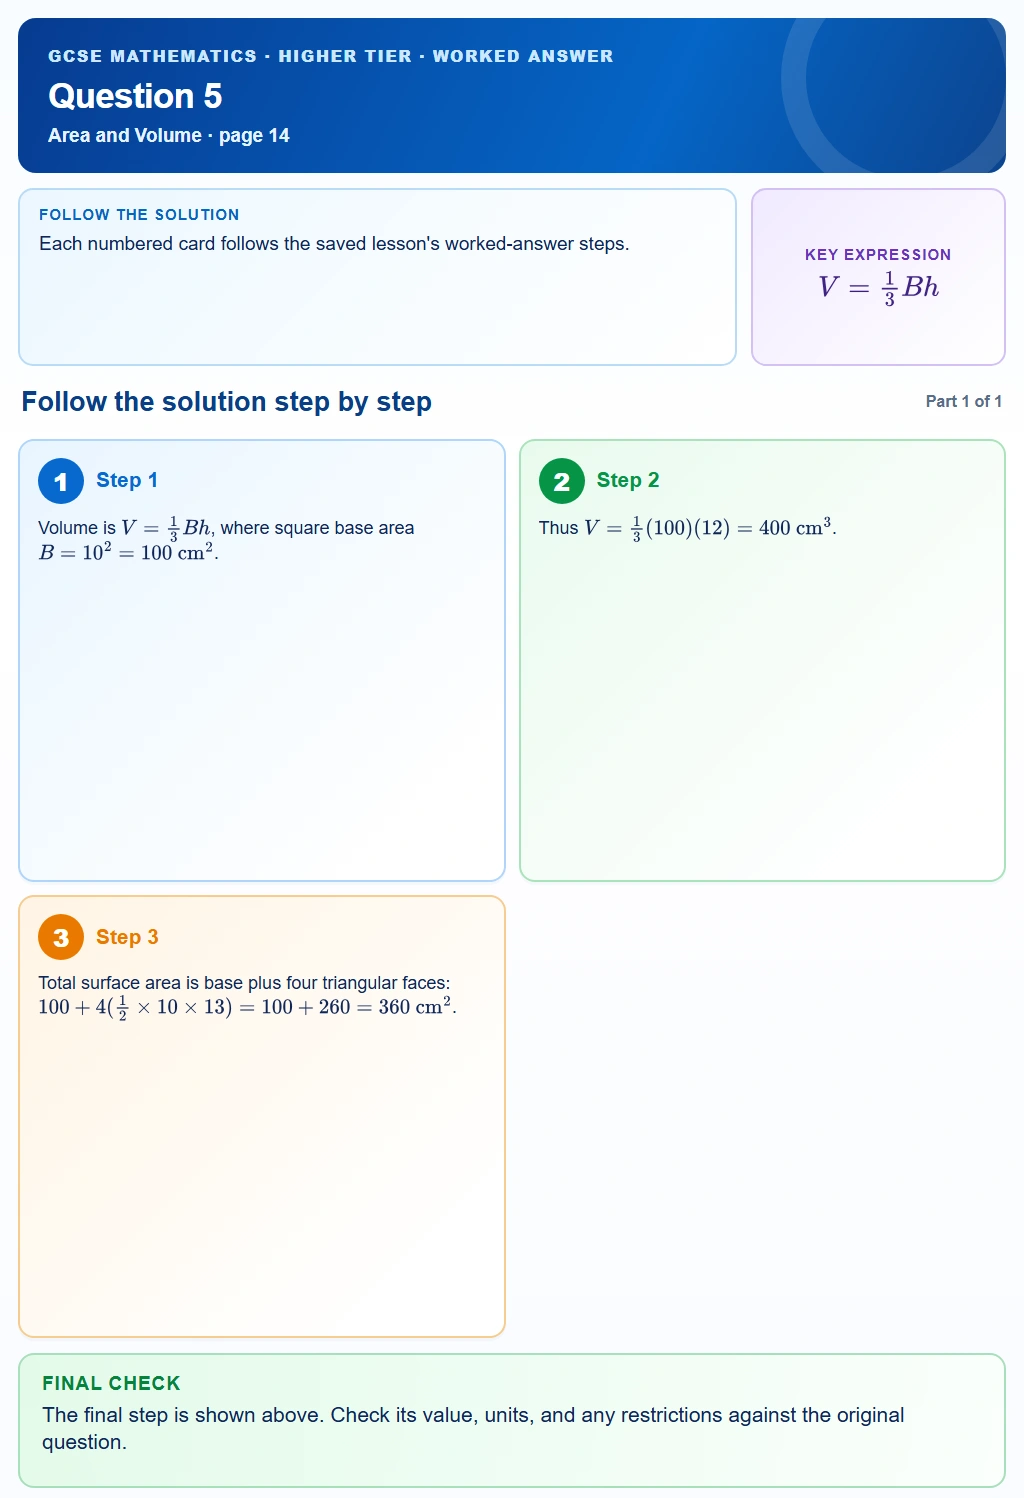 GCSE MATHEMATICS · HIGHER TIER · WORKED ANSWER
Question 5
Area and Volume · page 14
FOLLOW THE SOLUTION
Each numbered card follows the saved lesson's worked-answer steps.
KEY EXPRESSION
V = 1/3 Bh
Follow the solution step by step
Part 1 of 1
1 Step 1
Volume is V = 1/3 Bh, where square base area
B = 10² = 100 cm².
2 Step 2
Thus V = 1/3 (100)(12) = 400 cm³.
3 Step 3
Total surface area is base plus four triangular faces:
100 + 4(1/2 × 10 × 13) = 100 + 260 = 360 cm².
FINAL CHECK
The final step is shown above. Check its value, units, and any restrictions against the original
question.